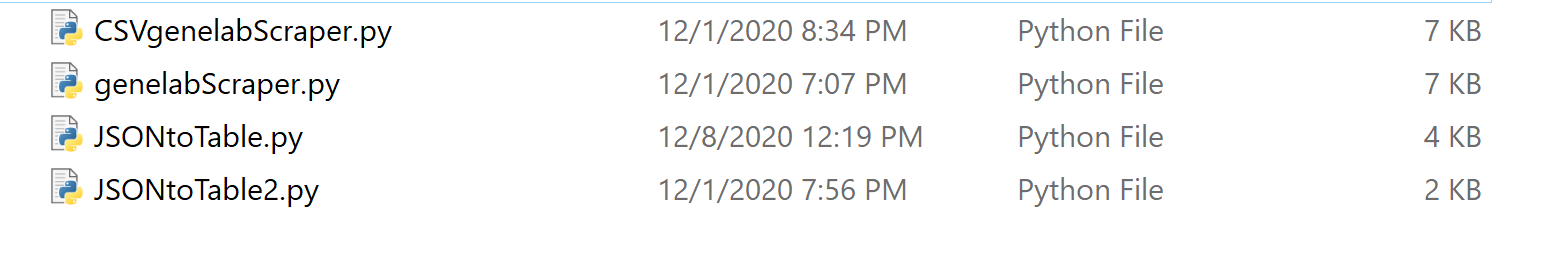 CSVgenelabScraper.py 12/1/2020 8:34 PM Python File 7 KB
genelabScraper.py 12/1/2020 7:07 PM Python File 7 KB
JSONtoTable.py 12/8/2020 12:19 PM Python File 4 KB
JSONtoTable2.py 12/1/2020 7:56 PM Python File 2 KB